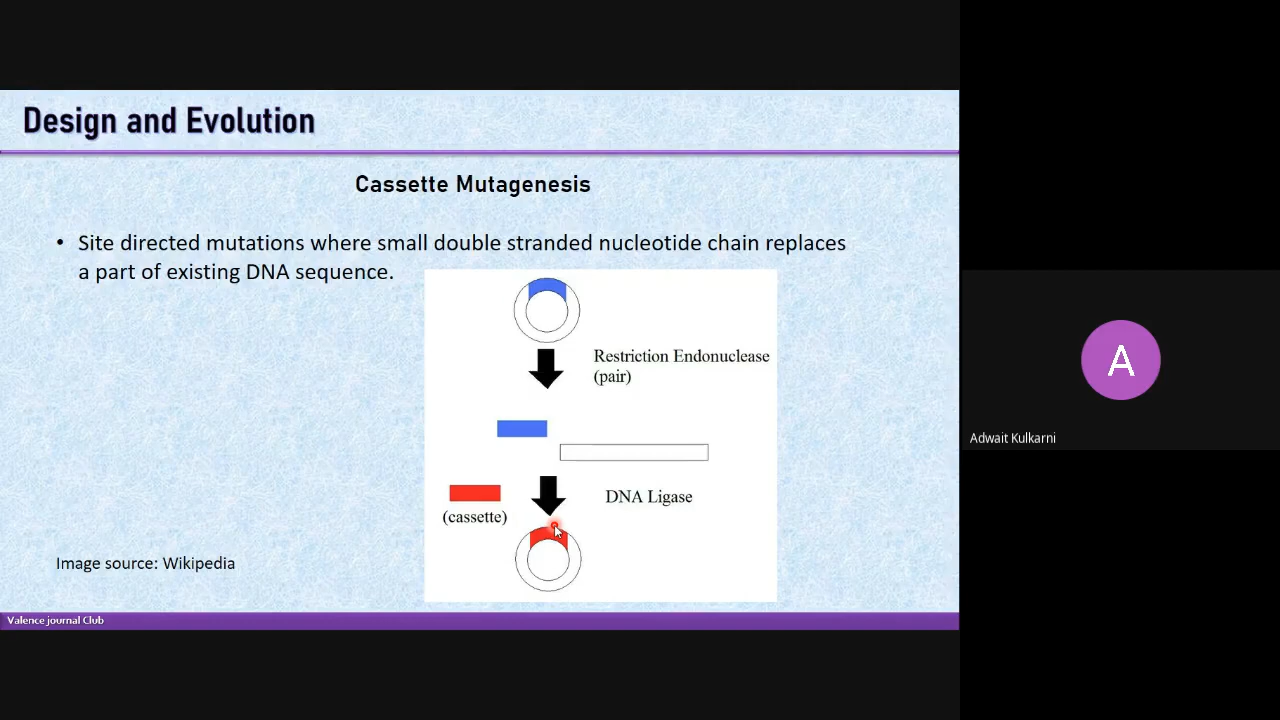 Design and Evolution
Cassette Mutagenesis
• Site directed mutations where small double stranded nucleotide chain replaces
a part of existing DNA sequence.
Restriction Endonuclease
(pair)
DNA Ligase
(cassette)
Image source: Wikipedia
Valence journal Club
A
Adwait Kulkarni